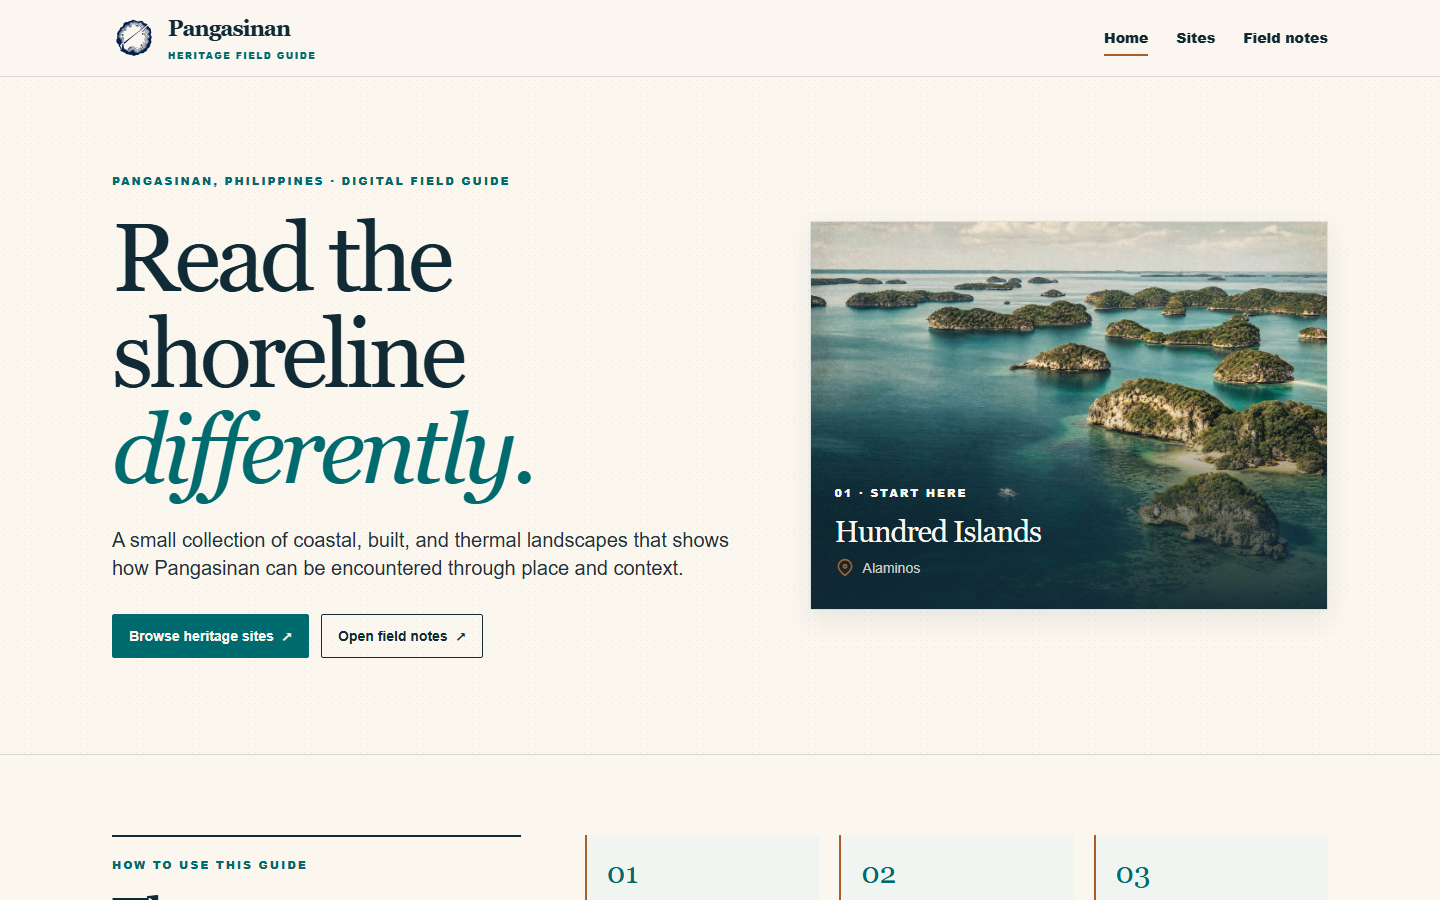 Pangasinan
HERITAGE FIELD GUIDE
Home
Sites
Field notes
PANGASINAN, PHILIPPINES · DIGITAL FIELD GUIDE
Read the
shoreline
differently.
A small collection of coastal, built, and thermal landscapes that shows
how Pangasinan can be encountered through place and context.
Browse heritage sites ↗
Open field notes ↗
01 · START HERE
Hundred Islands
Alaminos
HOW TO USE THIS GUIDE
01
02
03